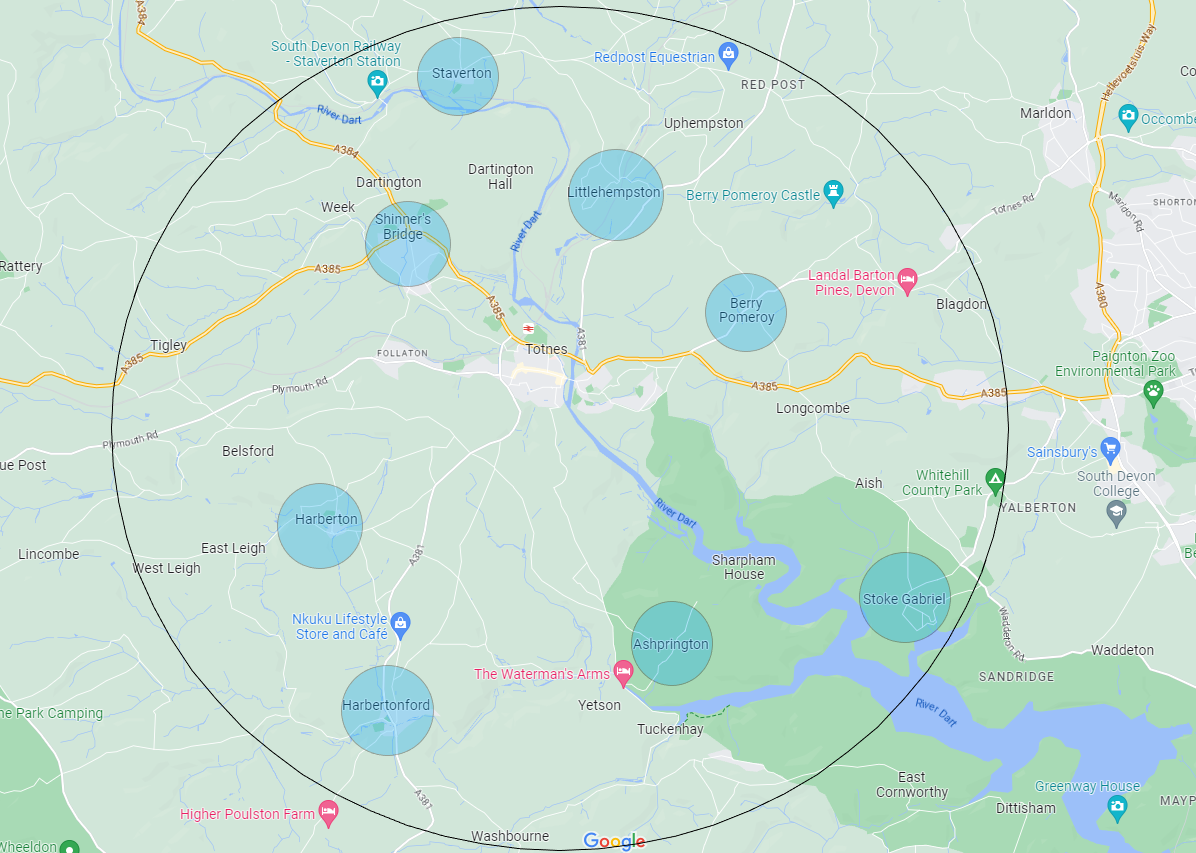 A384
South Devon Railway
- Staverton Station
Staverton
Redpost Equestrian
RED POST
Hellevoetsluis Way
Marldon
Occombe
River Dart
Uphempston
A384
Dartington
Dartington
Hall
Littlehempston
Berry Pomeroy Castle
Totnes Rd
Marldon Rd
SHORTON
Week
Shinner's
Bridge
River Dart
Rattery
A385
Landal Barton
Pines, Devon
A380
Berry
Pomeroy
Blagdon
A385
A381
Tigley
Totnes
FOLLATON
A385
Plymouth Rd
A385
A385
Paignton Zoo
Environmental Park
Longcombe
Plymouth Rd
Belsford
ue Post
Sainsbury's
Aish
Whitehill
Country Park
South Devon
College
YALBERTON
River Dart
Harberton
East Leigh
Lincombe
West Leigh
A381
Sharpham
House
Stoke Gabriel
Nkuku Lifestyle
Store and Café
Ashprington
Waddeton Rd
Waddeton
The Waterman's Arms
SANDRIDGE
Harbertonford
Yetson
River Dart
ne Park Camping
Tuckenhay
East
Cornworthy
Greenway House
A381
Dittisham
MAYP
Higher Poulston Farm
Washbourne
Google
Wheeldon